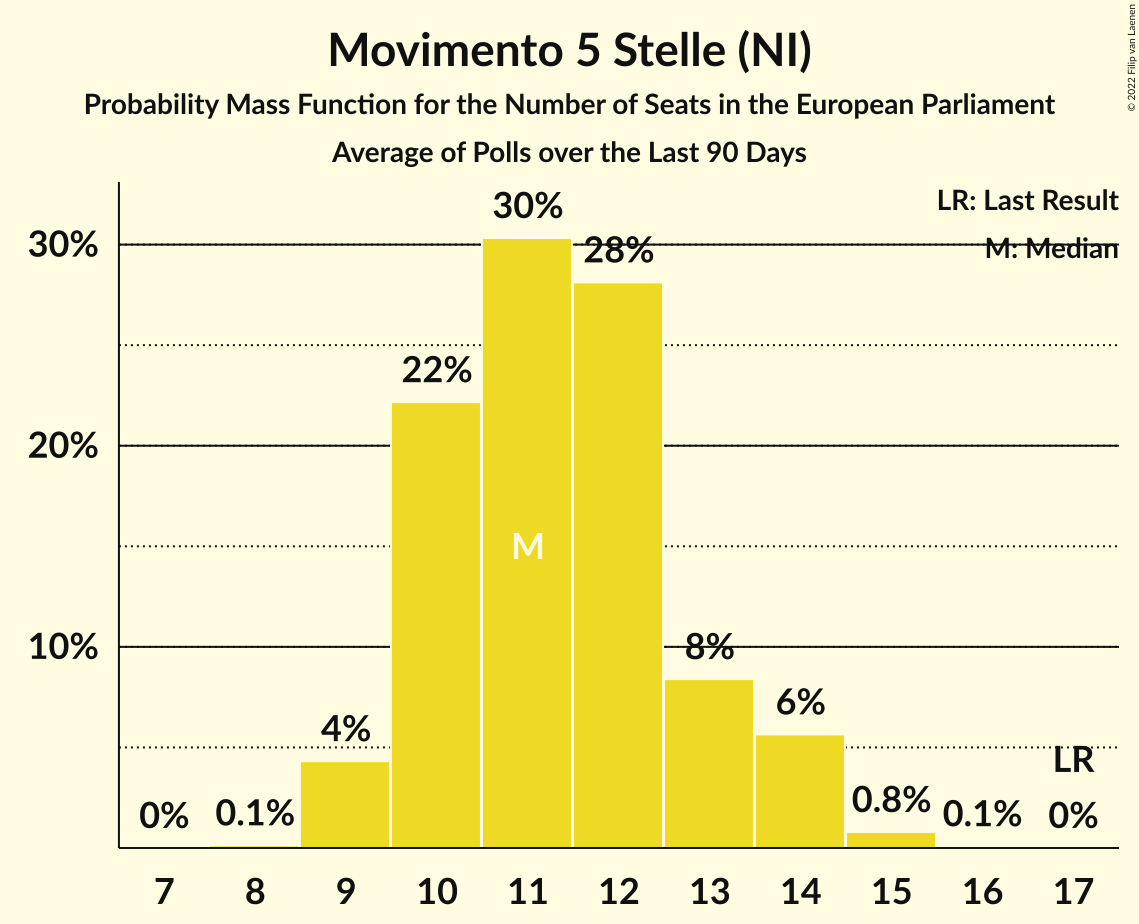 Movimento 5 Stelle (NI)
Probability Mass Function for the Number of Seats in the European Parliament
Average of Polls over the Last 90 Days
© 2022 Filip van Laenen
LR: Last Result
M: Median
30%
20%
10%
0%
0.1%
4%
22%
30%
28%
8%
6%
0.8%
0.1%
0%
LR
M
7 8 9 10 11 12 13 14 15 16 17